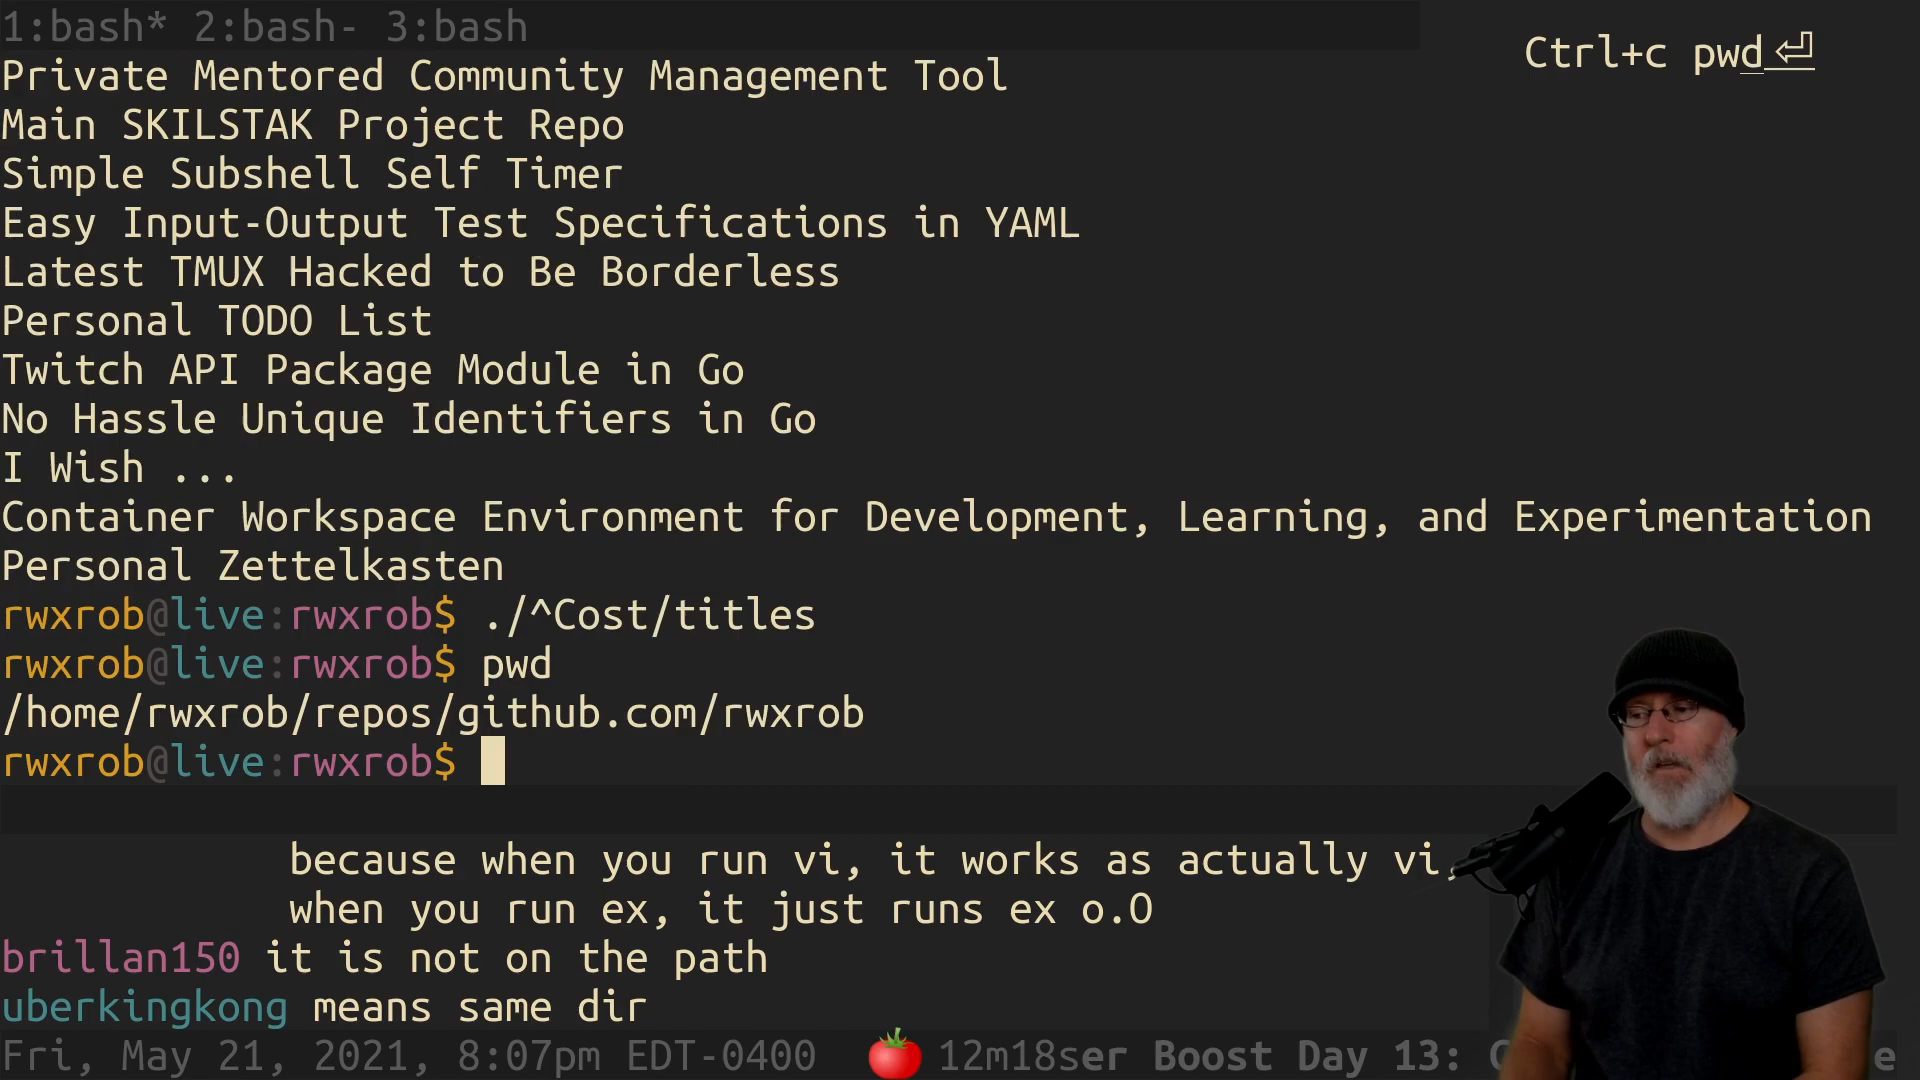 1:bash* 2:bash- 3:bash
Ctrl+c pwd⏎
Private Mentored Community Management Tool
Main SKILSTAK Project Repo
Simple Subshell Self Timer
Easy Input-Output Test Specifications in YAML
Latest TMUX Hacked to Be Borderless
Personal TODO List
Twitch API Package Module in Go
No Hassle Unique Identifiers in Go
I Wish ...
Container Workspace Environment for Development, Learning, and Experimentation
Personal Zettelkasten
rwxrob@live:rwxrob$ ./^Cost/titles
rwxrob@live:rwxrob$ pwd
/home/rwxrob/repos/github.com/rwxrob
rwxrob@live:rwxrob$
because when you run vi, it works as actually vi,
when you run ex, it just runs ex o.O
brillan150 it is not on the path
uberkingkong means same dir
Fri, May 21, 2021, 8:07pm EDT-0400 🍅 12m18ser Boost Day 13: